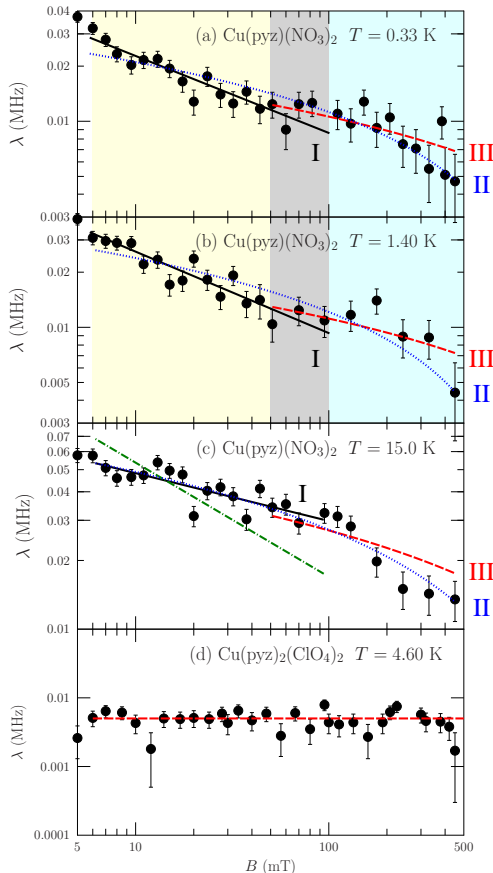 0.04
0.03
0.02
0.01
λ (MHz)
(a) Cu(pyz)(NO₃)₂ T = 0.33 K
I
III
II
0.003
0.03
0.02
0.01
0.005
0.003
λ (MHz)
(b) Cu(pyz)(NO₃)₂ T = 1.40 K
I
III
II
0.07
0.05
0.04
0.03
0.02
0.01
λ (MHz)
(c) Cu(pyz)(NO₃)₂ T = 15.0 K
I
III
II
(d) Cu(pyz)₂(ClO₄)₂ T = 4.60 K
0.01
0.001
0.0001
λ (MHz)
5 10 100 500
B (mT)